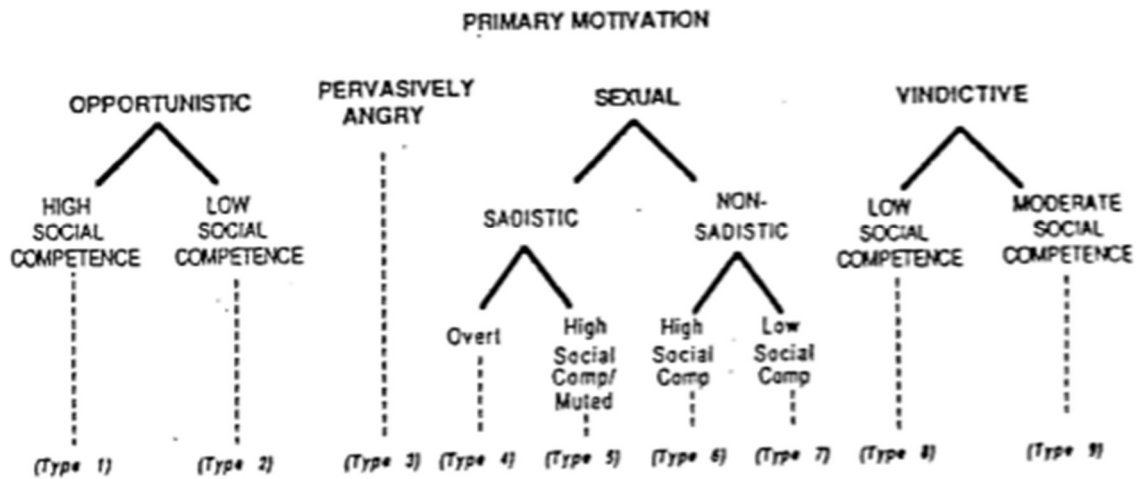 PRIMARY MOTIVATION
OPPORTUNISTIC
PERVASIVELY
ANGRY
SEXUAL
VINDICTIVE
HIGH
SOCIAL
COMPETENCE
LOW
SOCIAL
COMPETENCE
SADISTIC
NON-
SADISTIC
LOW
SOCIAL
COMPETENCE
MODERATE
SOCIAL
COMPETENCE
Overt
High
Social
Comp/
Muted
High
Social
Comp
Low
Social
Comp
(Type 1)
(Type 2)
(Type 3)
(Type 4)
(Type 5)
(Type 6)
(Type 7)
(Type 8)
(Type 9)